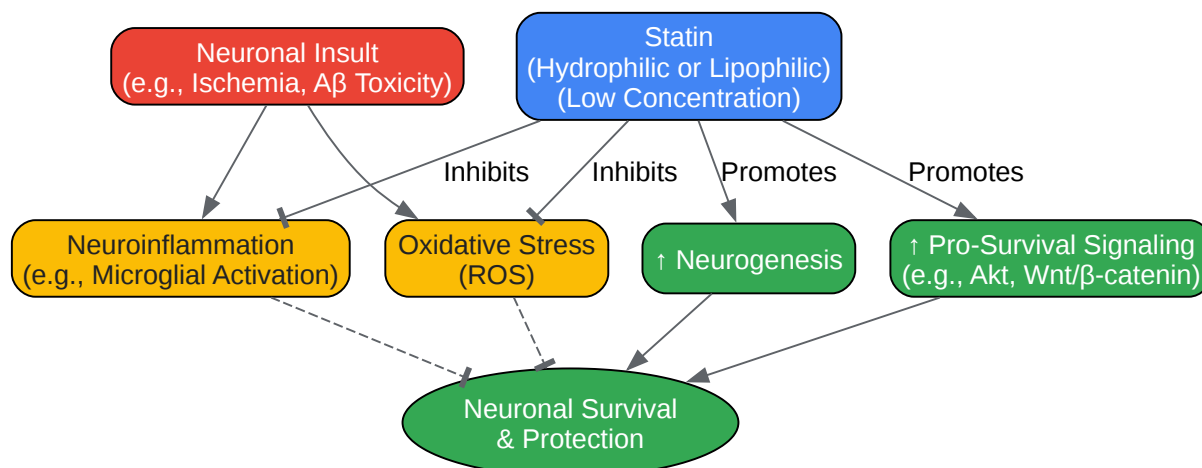 Neuronal Insult
(e.g., Ischemia, Aβ Toxicity)
Statin
(Hydrophilic or Lipophilic)
(Low Concentration)
Inhibits
Inhibits
Promotes
Promotes
Neuroinflammation
(e.g., Microglial Activation)
Oxidative Stress
(ROS)
↑ Neurogenesis
↑ Pro-Survival Signaling
(e.g., Akt, Wnt/β-catenin)
Neuronal Survival
& Protection